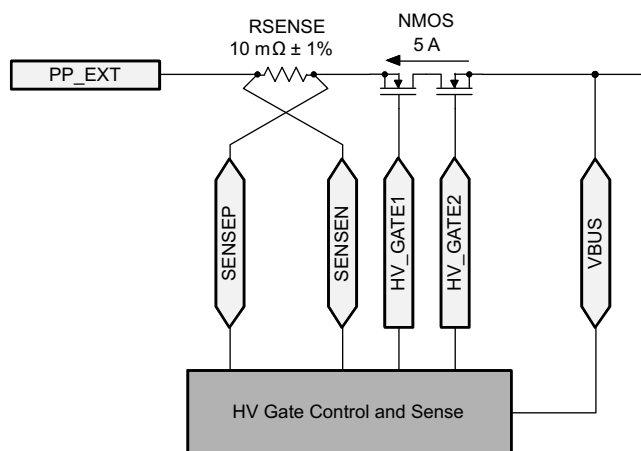 RSENSE
10 mΩ ± 1%
NMOS
5 A
PP_EXT
SENSEP
SENSEN
HV_GATE1
HV_GATE2
VBUS
HV Gate Control and Sense